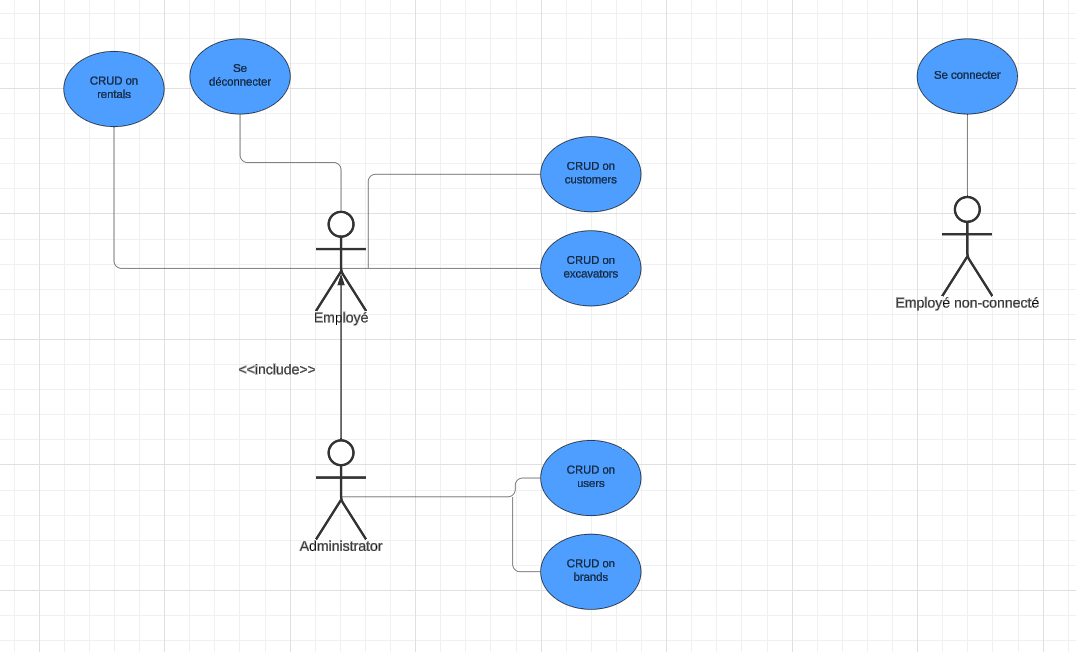 CRUD on
rentals
Se
déconnecter
Se connecter
CRUD on
customers
CRUD on
excavators
Employé
Employé non-connecté
<<include>>
CRUD on
users
Administrator
CRUD on
brands